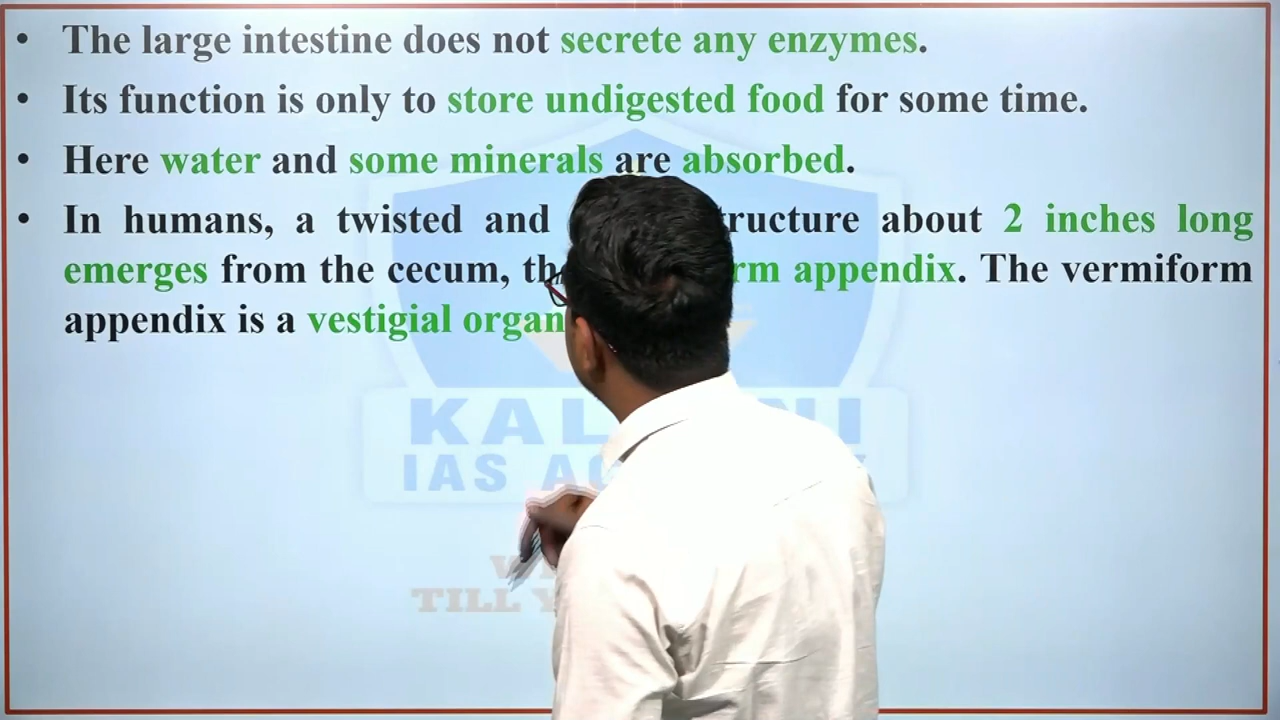 • The large intestine does not secrete any enzymes.
• Its function is only to store undigested food for some time.
• Here water and some minerals are absorbed.
• In humans, a twisted and tructure about 2 inches long
emerges from the cecum, th rm appendix. The vermiform
appendix is a vestigial organ
KAL NI
IAS AC
TILL Y